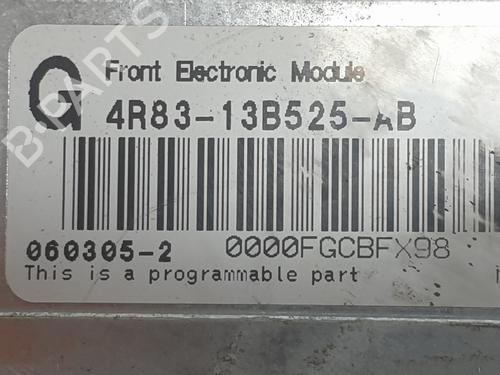 B-PARTS
G
Front Electronic Module
4R83-13B525-AB
060305-2 0000FGCBFX98
This is a programmable part